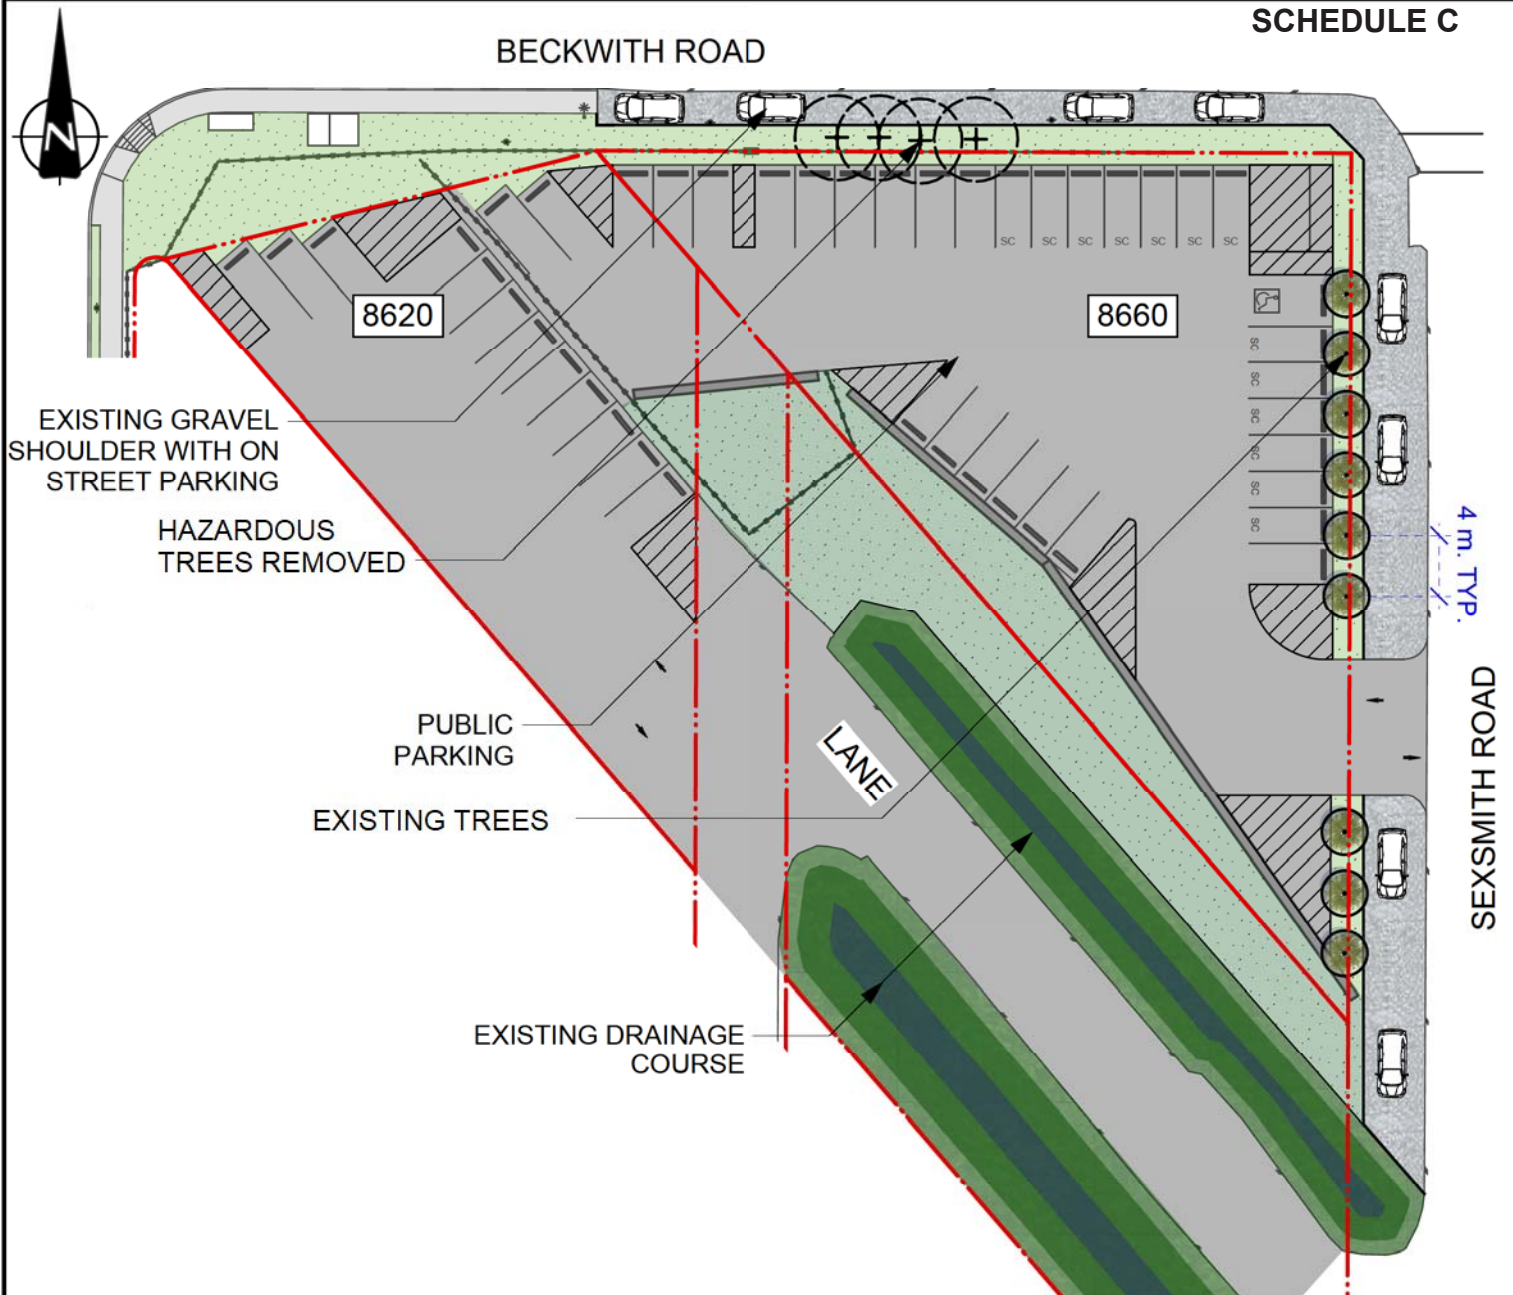 SCHEDULE C
BECKWITH ROAD
N
SC SC SC SC SC SC SC
8620
8660
SC
SC
SC
SC
SC
SC
EXISTING GRAVEL
SHOULDER WITH ON
STREET PARKING
HAZARDOUS
TREES REMOVED
4 m. TYP.
PUBLIC
PARKING
LANE
SEXSMITH ROAD
EXISTING TREES
EXISTING DRAINAGE
COURSE